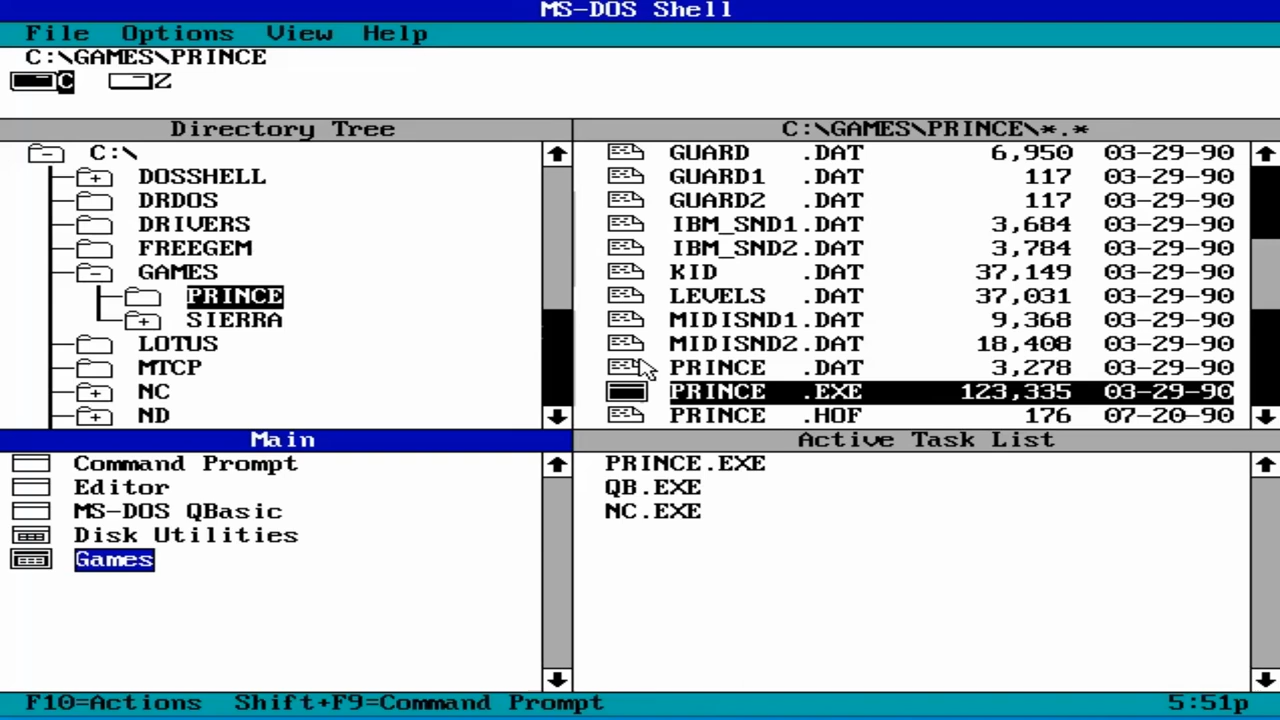 MS-DOS Shell
File Options View Help
C:\GAMES\PRINCE
C Z
Directory Tree
C:\
DOSSHELL
DRDOS
DRIVERS
FREEGEM
GAMES
PRINCE
SIERRA
LOTUS
MTCP
NC
ND
C:\GAMES\PRINCE\*.*
GUARD .DAT 6,950 03-29-90
GUARD1 .DAT 117 03-29-90
GUARD2 .DAT 117 03-29-90
IBM_SND1.DAT 3,684 03-29-90
IBM_SND2.DAT 3,784 03-29-90
KID .DAT 37,149 03-29-90
LEVELS .DAT 37,031 03-29-90
MIDISND1.DAT 9,368 03-29-90
MIDISND2.DAT 18,408 03-29-90
PRINCE .DAT 3,278 03-29-90
PRINCE .EXE 123,335 03-29-90
PRINCE .HOF 176 07-20-90
Main
Command Prompt
Editor
MS-DOS QBasic
Disk Utilities
Games
Active Task List
PRINCE.EXE
QB.EXE
NC.EXE
F10=Actions Shift+F9=Command Prompt 5:51p